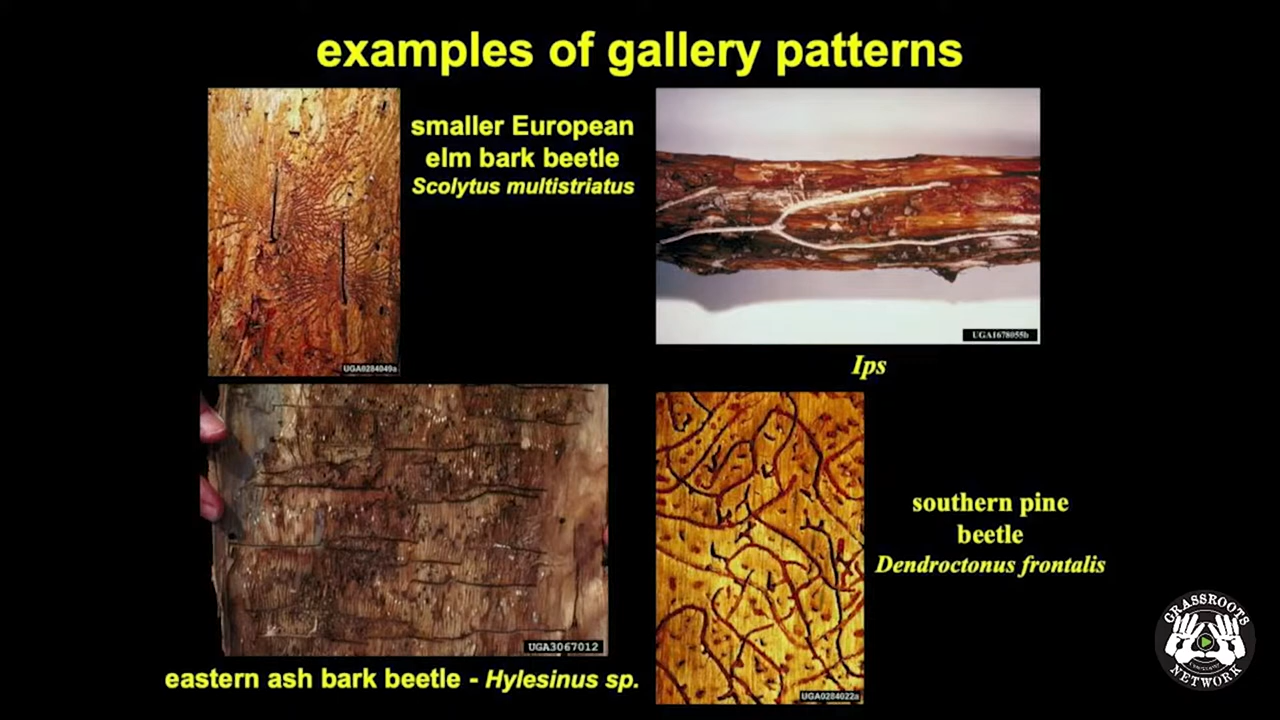 examples of gallery patterns
smaller European
elm bark beetle
Scolytus multistriatus
UGA0284049a
UGA1678055b
Ips
UGA3067012
eastern ash bark beetle - Hylesinus sp.
southern pine
beetle
Dendroctonus frontalis
UGA0284022a
GRASSROOTS
NETWORK